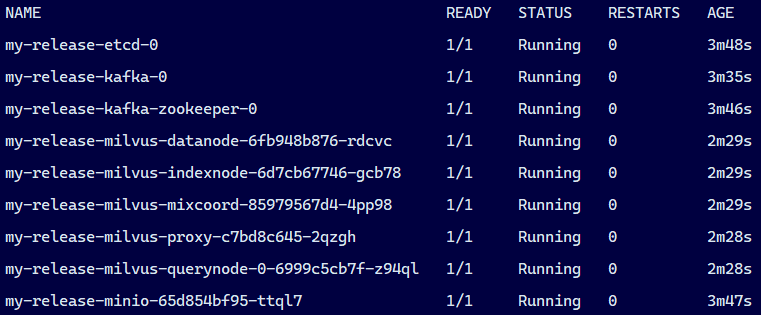 NAME READY STATUS RESTARTS AGE
my-release-etcd-0 1/1 Running 0 3m48s
my-release-kafka-0 1/1 Running 0 3m35s
my-release-kafka-zookeeper-0 1/1 Running 0 3m46s
my-release-milvus-datanode-6fb948b876-rdcvc 1/1 Running 0 2m29s
my-release-milvus-indexnode-6d7cb67746-gcb78 1/1 Running 0 2m29s
my-release-milvus-mixcoord-85979567d4-4pp98 1/1 Running 0 2m29s
my-release-milvus-proxy-c7bd8c645-2qzgh 1/1 Running 0 2m28s
my-release-milvus-querynode-0-6999c5cb7f-z94ql 1/1 Running 0 2m28s
my-release-minio-65d854bf95-ttql7 1/1 Running 0 3m47s